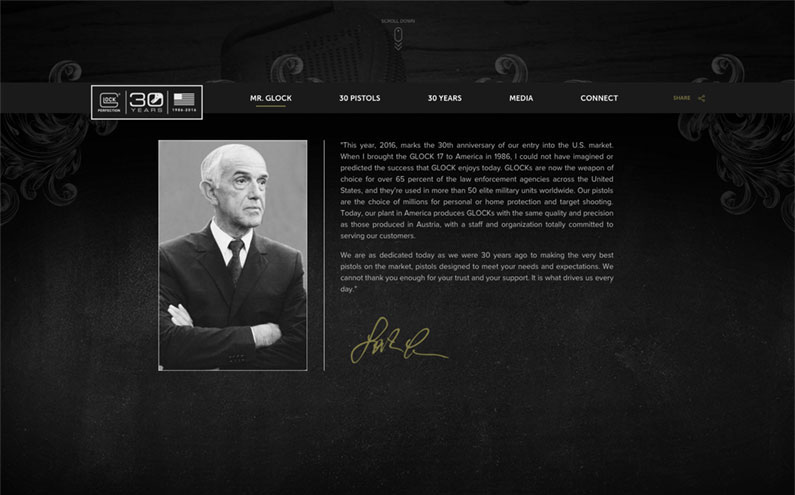 SCROLL DOWN
GLOCK
PERFECTION
30
YEARS
1986-2016
MR. GLOCK
30 PISTOLS
30 YEARS
MEDIA
CONNECT
SHARE
"This year, 2016, marks the 30th anniversary of our entry into the U.S. market.
When I brought the GLOCK 17 to America in 1986, I could not have imagined or
predicted the success that GLOCK enjoys today. GLOCKs are now the weapon of
choice for over 65 percent of the law enforcement agencies across the United
States, and they're used in more than 50 elite military units worldwide. Our pistols
are the choice of millions for personal or home protection and target shooting.
Today, our plant in America produces GLOCKs with the same quality and precision
as those produced in Austria, with a staff and organization totally committed to
serving our customers.
We are as dedicated today as we were 30 years ago to making the very best
pistols on the market, pistols designed to meet your needs and expectations. We
cannot thank you enough for your trust and your support. It is what drives us every
day."